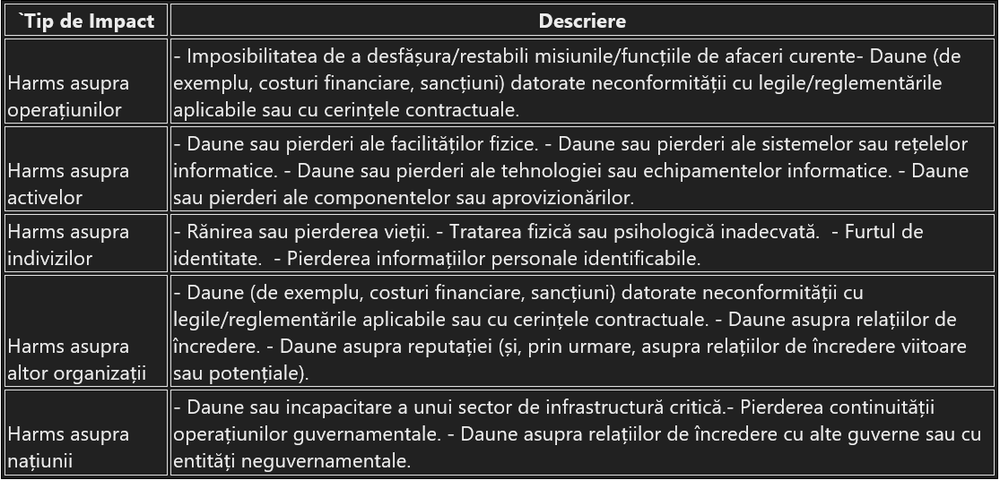 `Tip de Impact
Descriere
Harms asupra
operațiunilor
- Imposibilitatea de a desfășura/restabili misiunile/funcțiile de afaceri curente- Daune (de
exemplu, costuri financiare, sancțiuni) datorate neconformității cu legile/reglementările
aplicabile sau cu cerințele contractuale.
Harms asupra
activelor
- Daune sau pierderi ale facilităților fizice. - Daune sau pierderi ale sistemelor sau rețelelor
informatice. - Daune sau pierderi ale tehnologiei sau echipamentelor informatice. - Daune
sau pierderi ale componentelor sau aprovizionărilor.
Harms asupra
indivizilor
- Rănirea sau pierderea vieții. - Tratarea fizică sau psihologică inadecvată.  - Furtul de
identitate.  - Pierderea informațiilor personale identificabile.
Harms asupra
altor organizații
- Daune (de exemplu, costuri financiare, sancțiuni) datorate neconformității cu
legile/reglementările aplicabile sau cu cerințele contractuale. - Daune asupra relațiilor de
încredere. - Daune asupra reputației (și, prin urmare, asupra relațiilor de încredere viitoare
sau potențiale).
Harms asupra
națiunii
- Daune sau incapacitare a unui sector de infrastructură critică.- Pierderea continuității
operațiunilor guvernamentale. - Daune asupra relațiilor de încredere cu alte guverne sau cu
entități neguvernamentale.